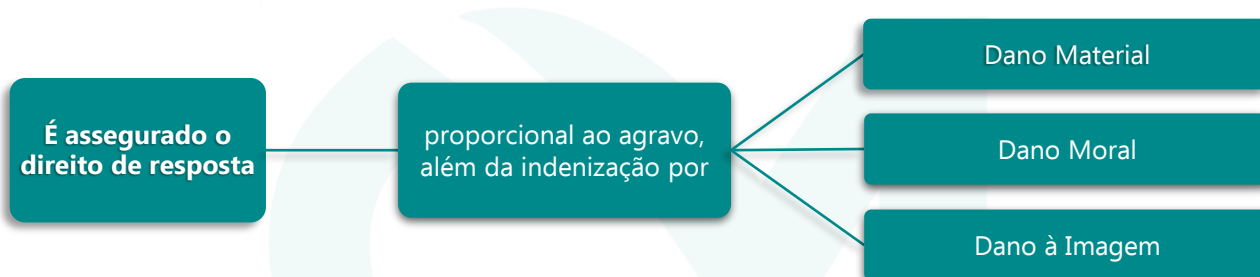 É assegurado o
direito de resposta
proporcional ao agravo,
além da indenização por
Dano Material
Dano Moral
Dano à Imagem